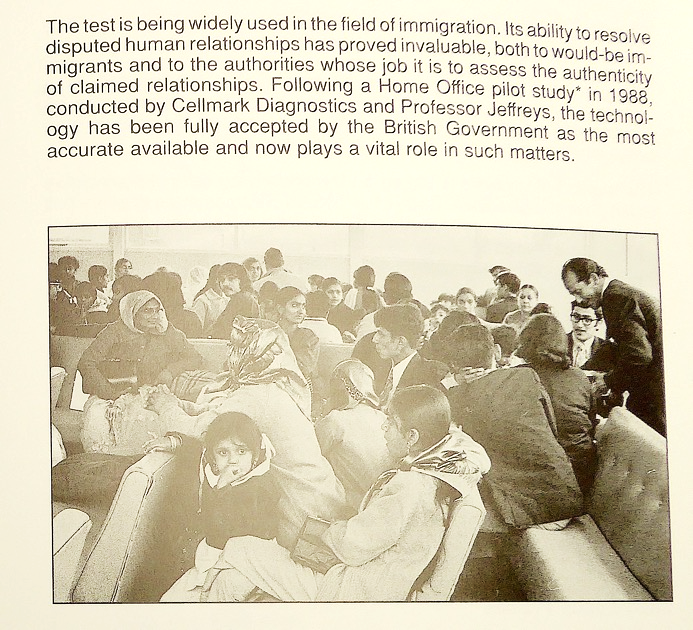 The test is being widely used in the field of immigration. Its ability to resolve
disputed human relationships has proved invaluable, both to would-be im-
migrants and to the authorities whose job it is to assess the authenticity
of claimed relationships. Following a Home Office pilot study* in 1988,
conducted by Cellmark Diagnostics and Professor Jeffreys, the technol-
ogy has been fully accepted by the British Government as the most
accurate available and now plays a vital role in such matters.